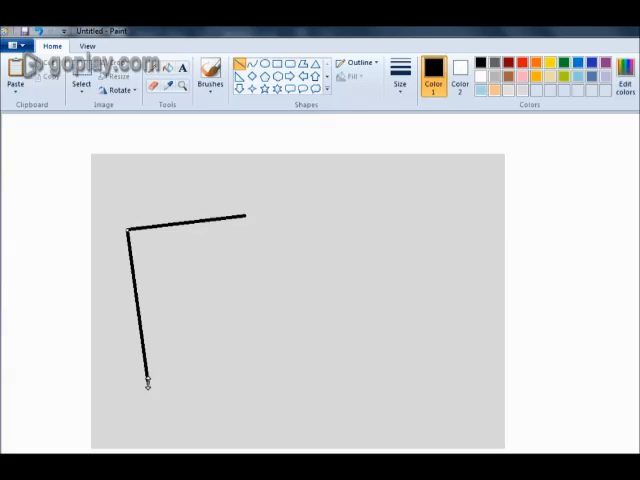 Untitled - Paint
Home View
goplay.com
Paste
Select
Resize
Rotate
A
Brushes
Outline
Fill
Size
Color 1
Color 2
Edit colors
Clipboard
Image
Tools
Shapes
Colors